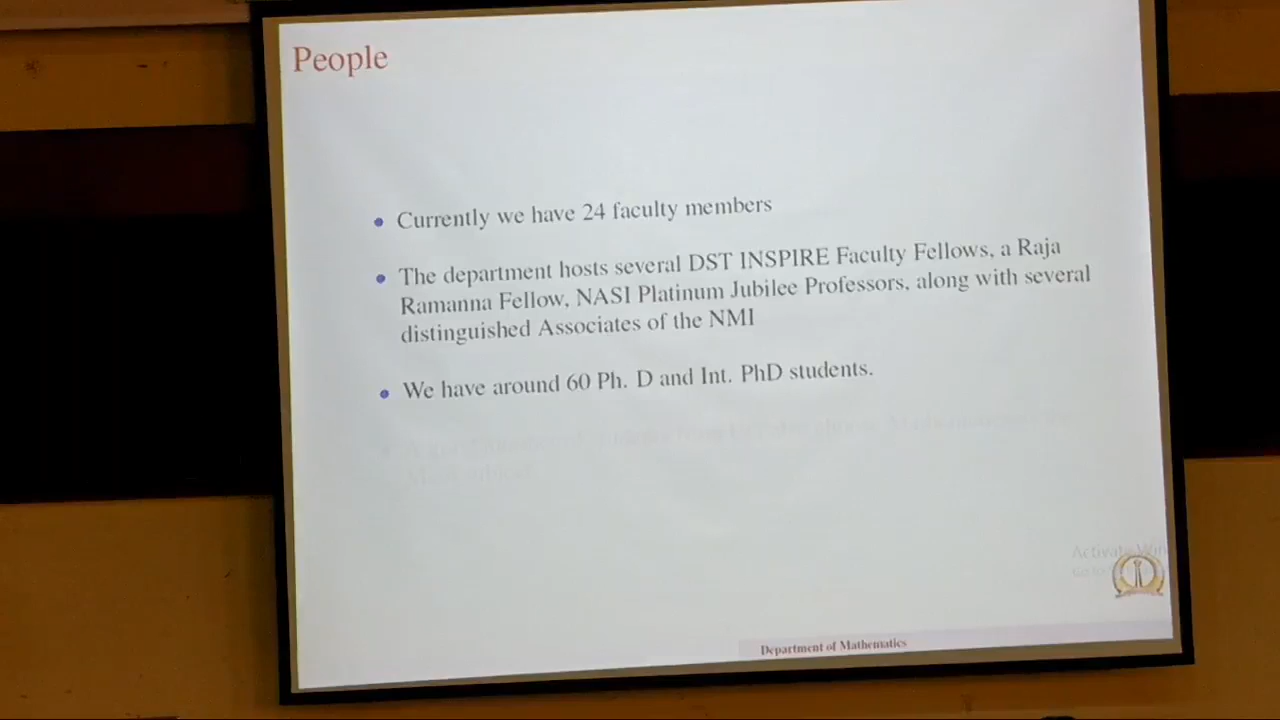 People
Currently we have 24 faculty members
The department hosts several DST INSPIRE Faculty Fellows, a Raja
Ramanna Fellow, NASI Platinum Jubilee Professors, along with several
distinguished Associates of the NMI
We have around 60 Ph. D and Int. PhD students.
Activate Win
Department of Mathematics